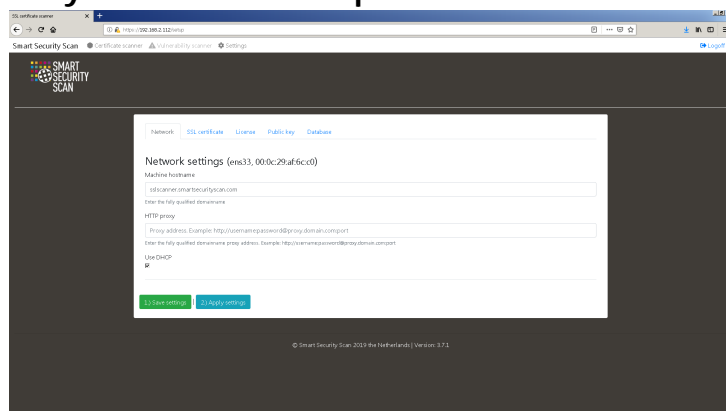 SSL certificate scanner
https://192.168.2.112/setup
Smart Security Scan Certificate scanner Vulnerability scanner Settings Logoff
SMART
SECURITY
SCAN
Network SSL certificate License Public key Database
Network settings (ens33, 00:0c:29:af:6c:c0)
Machine hostname
sslscanner.smartsecurityscan.com
Enter the fully qualified domainname
HTTP proxy
Proxy address. Example: http://username:password@proxy.domain.com:port
Enter the fully qualified domainname proxy address. Example: http://username:password@proxy.domain.com:port
Use DHCP
1.) Save settings | 2.) Apply settings
© Smart Security Scan 2019 the Netherlands | Version: 3.7.1